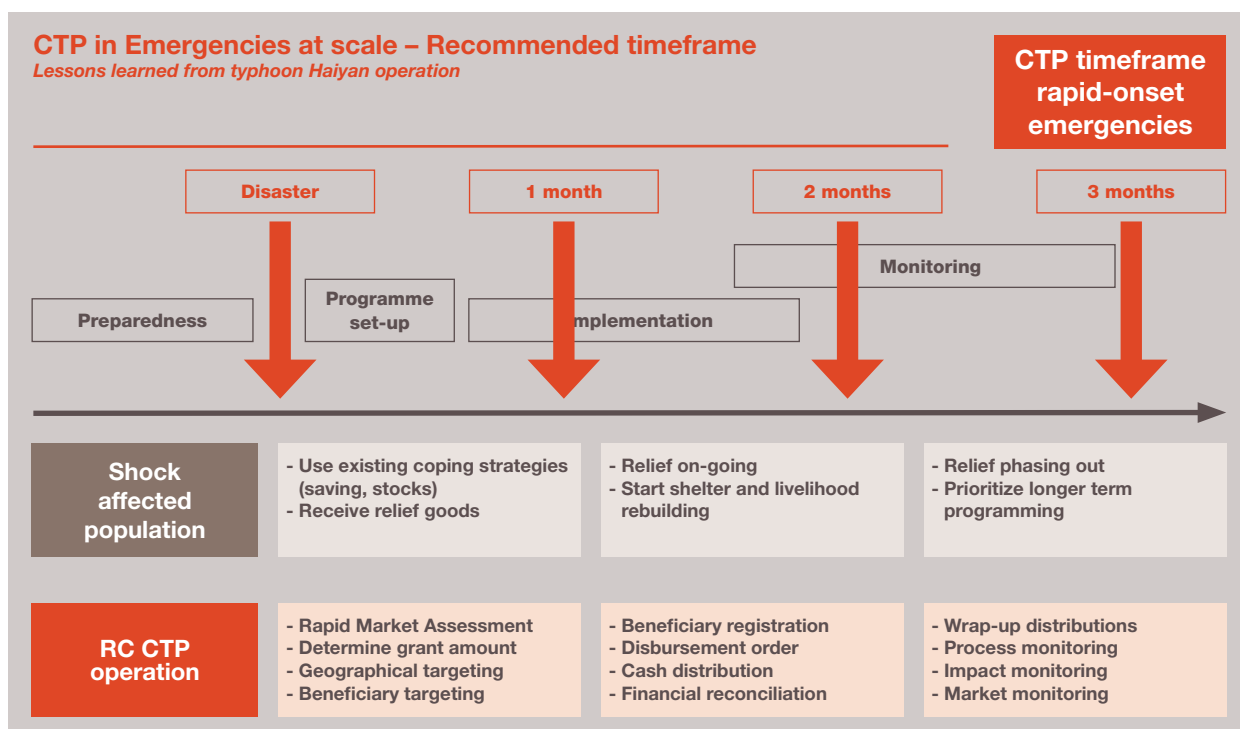 CTP in Emergencies at scale – Recommended timeframe
Lessons learned from typhoon Haiyan operation
CTP timeframe
rapid-onset
emergencies
Disaster
1 month
2 months
3 months
Monitoring
Programme
set-up
Preparedness
mplementation
Shock
affected
population
- Use existing coping strategies
(saving, stocks)
- Receive relief goods
- Relief on-going
- Start shelter and livelihood
rebuilding
- Relief phasing out
- Prioritize longer term
programming
RC CTP
operation
- Rapid Market Assessment
- Determine grant amount
- Geographical targeting
- Beneficiary targeting
- Beneficiary registration
- Disbursement order
- Cash distribution
- Financial reconciliation
- Wrap-up distributions
- Process monitoring
- Impact monitoring
- Market monitoring